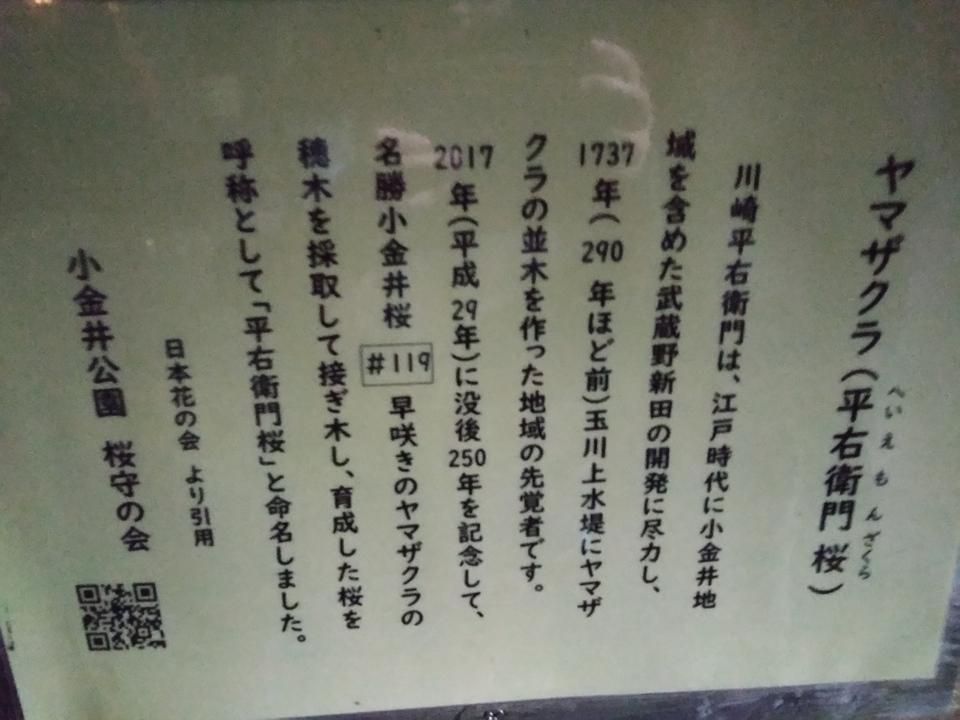 ヤマザクラ(平右衛門桜)
へいえもんざくら
川崎平右衛門は、江戸時代に小金井地
域を含めた武蔵野新田の開発に尽力し、
1737年(290年ほど前)玉川上水堤にヤマザ
クラの並木を作った地域の先覚者です。
2017年(平成29年)に没後250年を記念して、
名勝小金井桜 #119 早咲きのヤマザクラの
穂木を採取して接ぎ木し、育成した桜を
呼称として「平右衛門桜」と命名しました。
日本花の会 より引用
小金井公園 桜守の会